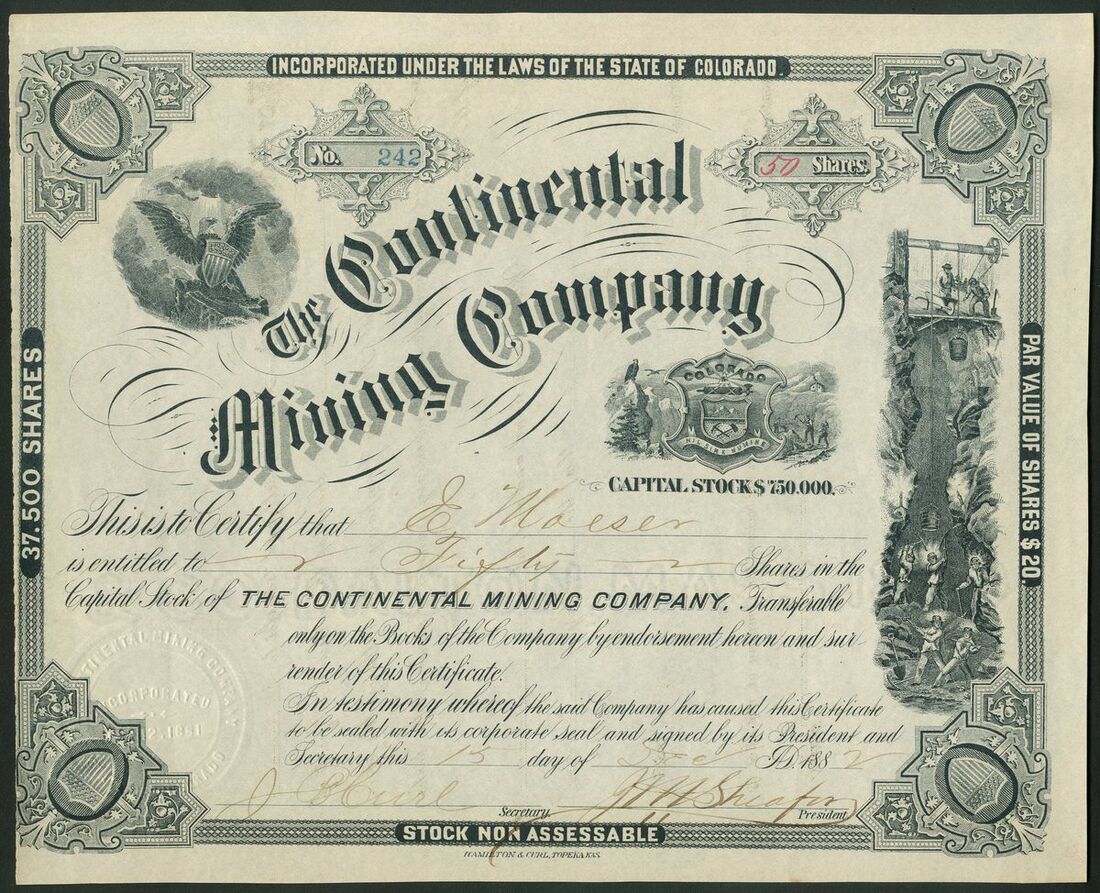 INCORPORATED UNDER THE LAWS OF THE STATE OF COLORADO.
No. 242
50 Shares.
The Continental
Mining Company
COLORADO
NIL SINE NUMINE
CAPITAL STOCK $750.000.
37.500 SHARES
PAR VALUE OF SHARES $20.
This is to Certify that E Maeser
is entitled to Fifty Shares in the
Capital Stock of THE CONTINENTAL MINING COMPANY, Transferable
only on the Books of the Company by endorsement hereon and sur-
render of this Certificate.
In testimony whereof the said Company has caused this Certificate
to be sealed with its corporate seal and signed by its President and
Secretary this 15 day of Dec A.D. 1882
Secretary.
President
STOCK NON ASSESSABLE
HAMILTON & CURL, TOPEKA KAS.